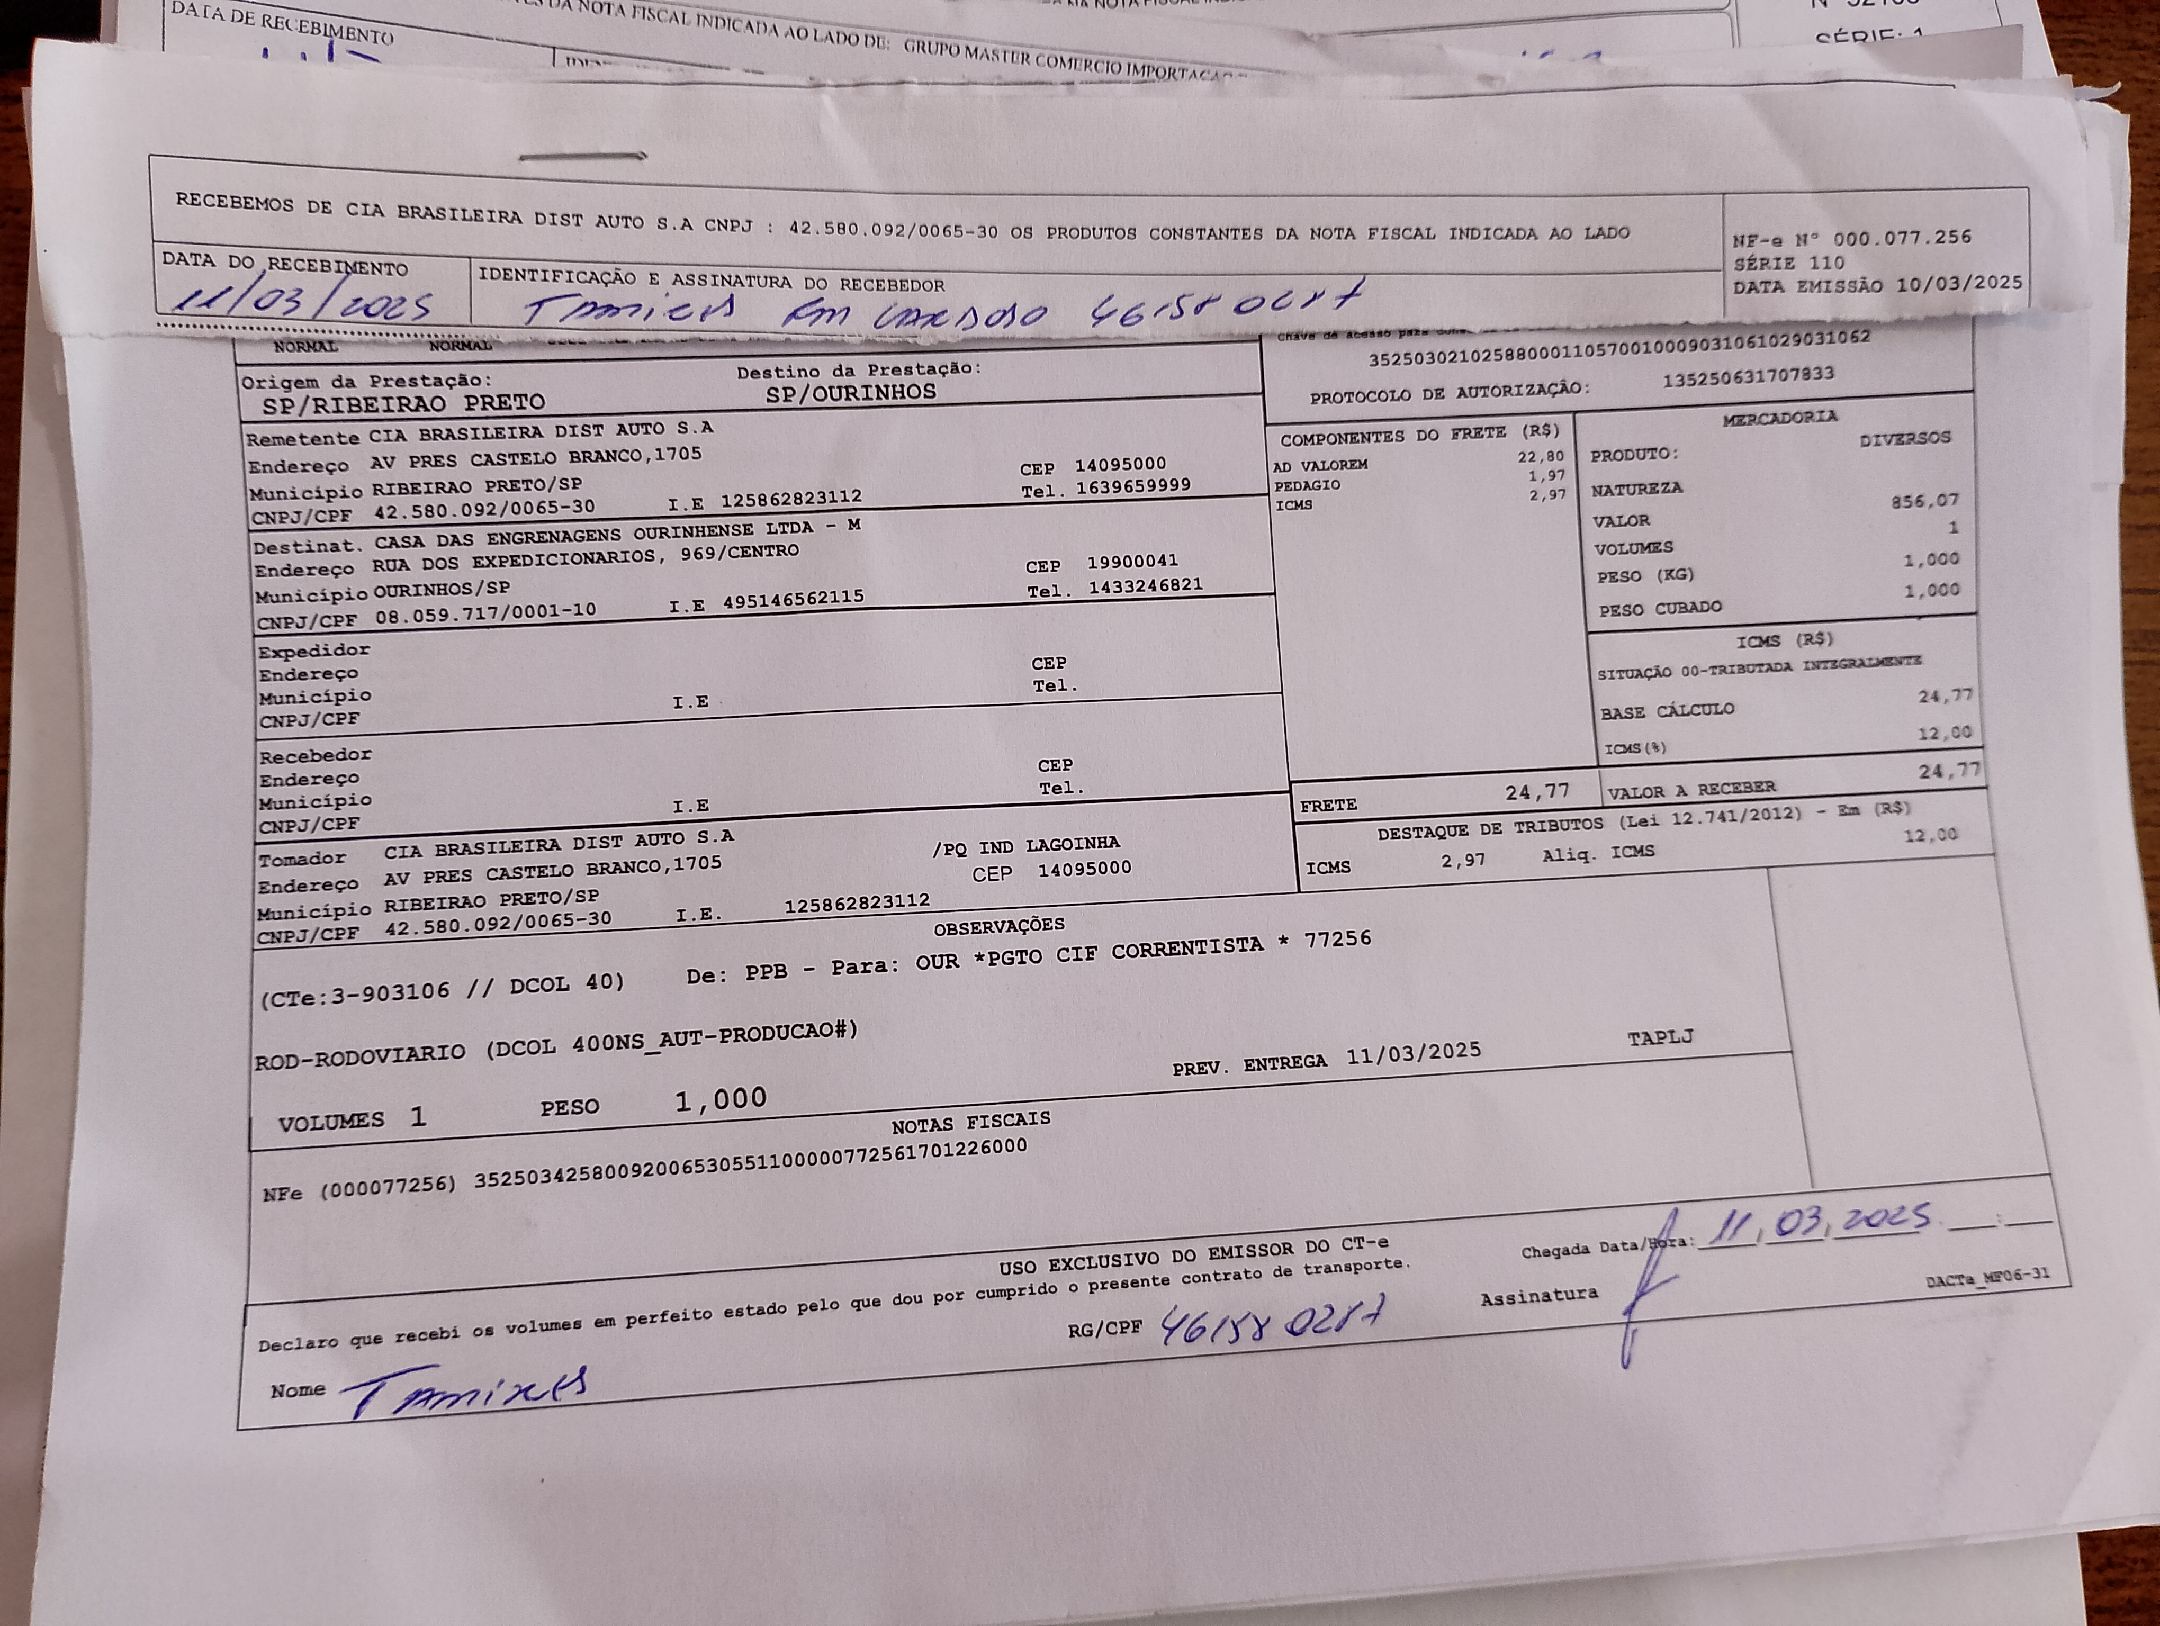 DATA DE RECEBIMENTO
DA NOTA FISCAL INDICADA AO LADO DE: GRUPO MASTER COMERCIO
SÉRIE: 1
RECEBEMOS DE CIA BRASILEIRA DIST AUTO S.A CNPJ : 42.580.092/0065-30 OS PRODUTOS CONSTANTES DA NOTA FISCAL INDICADA AO LADO
NF-e Nº 000.077.256
SÉRIE 110
DATA EMISSÃO 10/03/2025
DATA DO RECEBIMENTO
11/03/2025
IDENTIFICAÇÃO E ASSINATURA DO RECEBEDOR
NORMAL NORMAL
Chave de acesso para
35250302102588000110570010009031061029031062
PROTOCOLO DE AUTORIZAÇÃO: 135250631707833
Origem da Prestação: Destino da Prestação:
SP/RIBEIRAO PRETO SP/OURINHOS
Remetente CIA BRASILEIRA DIST AUTO S.A
Endereço AV PRES CASTELO BRANCO,1705 CEP 14095000
Município RIBEIRAO PRETO/SP Tel. 1639659999
CNPJ/CPF 42.580.092/0065-30 I.E 125862823112
Destinat. CASA DAS ENGRENAGENS OURINHENSE LTDA - M
Endereço RUA DOS EXPEDICIONARIOS, 969/CENTRO CEP 19900041
Município OURINHOS/SP Tel. 1433246821
CNPJ/CPF 08.059.717/0001-10 I.E 495146562115
Expedidor
Endereço CEP
Município Tel.
CNPJ/CPF I.E
Recebedor
Endereço CEP
Município Tel.
CNPJ/CPF I.E
Tomador CIA BRASILEIRA DIST AUTO S.A
Endereço AV PRES CASTELO BRANCO,1705 /PQ IND LAGOINHA
Município RIBEIRAO PRETO/SP CEP 14095000
CNPJ/CPF 42.580.092/0065-30 I.E. 125862823112
COMPONENTES DO FRETE (R$)
AD VALOREM 22,80
PEDAGIO 1,97
ICMS 2,97
MERCADORIA
PRODUTO: DIVERSOS
NATUREZA
VALOR 856,07
VOLUMES 1
PESO (KG) 1,000
PESO CUBADO 1,000
ICMS (R$)
SITUAÇÃO 00-TRIBUTADA INTEGRALMENTE
BASE CÁLCULO 24,77
ICMS(%) 12,00
FRETE 24,77 VALOR A RECEBER 24,77
DESTAQUE DE TRIBUTOS (Lei 12.741/2012) - Em (R$)
ICMS 2,97 Aliq. ICMS 12,00
OBSERVAÇÕES
(CTe:3-903106 // DCOL 40) De: PPB - Para: OUR *PGTO CIF CORRENTISTA * 77256
ROD-RODOVIARIO (DCOL 400NS_AUT-PRODUCAO#)
PREV. ENTREGA 11/03/2025 TAPLJ
VOLUMES 1 PESO 1,000
NOTAS FISCAIS
NFe (000077256) 35250342580092006530551100000772561701226000
USO EXCLUSIVO DO EMISSOR DO CT-e
Declaro que recebi os volumes em perfeito estado pelo que dou por cumprido o presente contrato de transporte.
Chegada Data/Hora: 11, 03, 2025 :
Nome RG/CPF Assinatura
DACTe_MF06-31